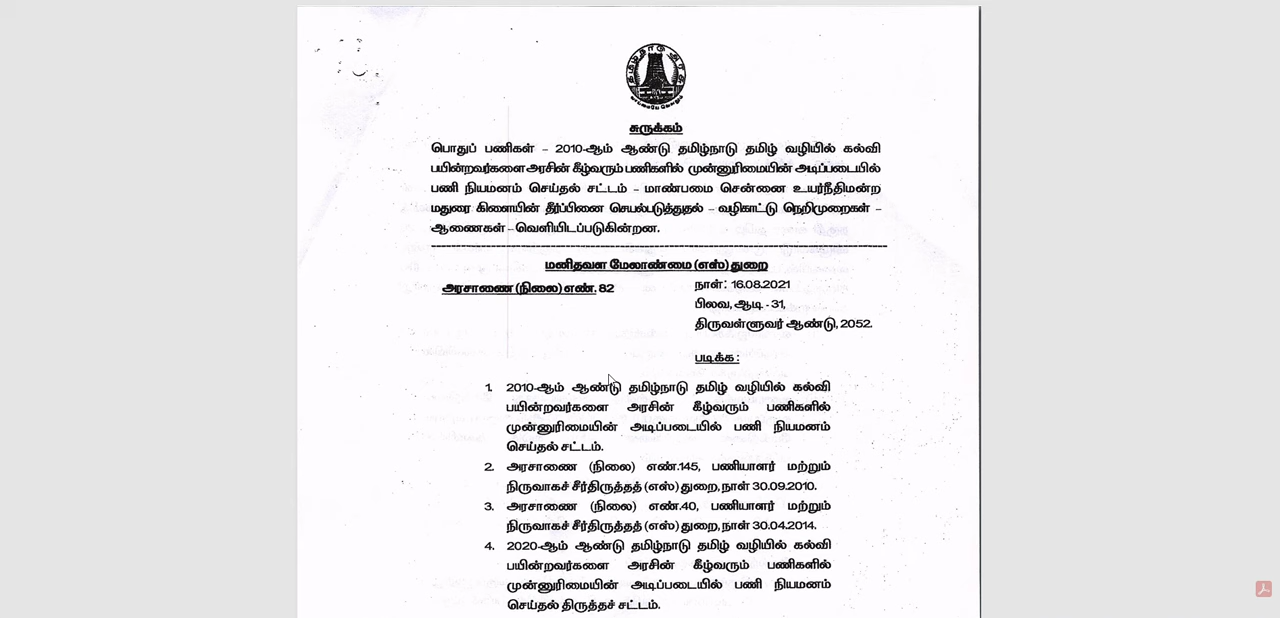 தமிழ்நாடு அரசு
வாய்மையே வெல்லும்
சுருக்கம்
பொதுப் பணிகள் – 2010-ஆம் ஆண்டு தமிழ்நாடு தமிழ் வழியில் கல்வி
பயின்றவர்களை அரசின் கீழ்வரும் பணிகளில் முன்னுரிமையின் அடிப்படையில்
பணி நியமனம் செய்தல் சட்டம் – மாண்பமை சென்னை உயர்நீதிமன்ற
மதுரை கிளையின் தீர்ப்பினை செயல்படுத்துதல் – வழிகாட்டு நெறிமுறைகள் –
ஆணைகள் – வெளியிடப்படுகின்றன.
மனிதவள மேலாண்மை (எஸ்) துறை
அரசாணை (நிலை) எண். 82
நாள்: 16.08.2021
பிலவ, ஆடி - 31,
திருவள்ளுவர் ஆண்டு, 2052.
படிக்க :
1. 2010-ஆம் ஆண்டு தமிழ்நாடு தமிழ் வழியில் கல்வி
பயின்றவர்களை அரசின் கீழ்வரும் பணிகளில்
முன்னுரிமையின் அடிப்படையில் பணி நியமனம்
செய்தல் சட்டம்.
2. அரசாணை (நிலை) எண்.145, பணியாளர் மற்றும்
நிருவாகச் சீர்திருத்தத் (எஸ்) துறை, நாள் 30.09.2010.
3. அரசாணை (நிலை) எண்.40, பணியாளர் மற்றும்
நிருவாகச் சீர்திருத்தத் (எஸ்) துறை, நாள் 30.04.2014.
4. 2020-ஆம் ஆண்டு தமிழ்நாடு தமிழ் வழியில் கல்வி
பயின்றவர்களை அரசின் கீழ்வரும் பணிகளில்
முன்னுரிமையின் அடிப்படையில் பணி நியமனம்
செய்தல் திருத்தச் சட்டம்.